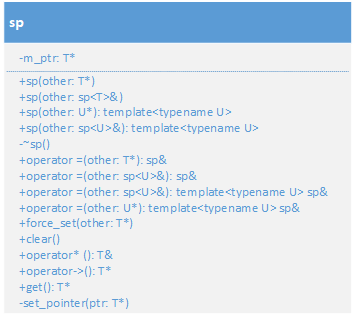 sp
-m_ptr: T*
+sp(other: T*)
+sp(other: sp<T>&)
+sp(other: U*): template<typename U>
+sp(other: sp<U>&): template<typename U>
-~sp()
+operator =(other: T*): sp&
+operator =(other: sp<U>&): sp&
+operator =(other: sp<U>&): template<typename U> sp&
+operator =(other: U*): template<typename U> sp&
+force_set(other: T*)
+clear()
+operator* (): T&
+operator->(): T*
+get(): T*
-set_pointer(ptr: T*)